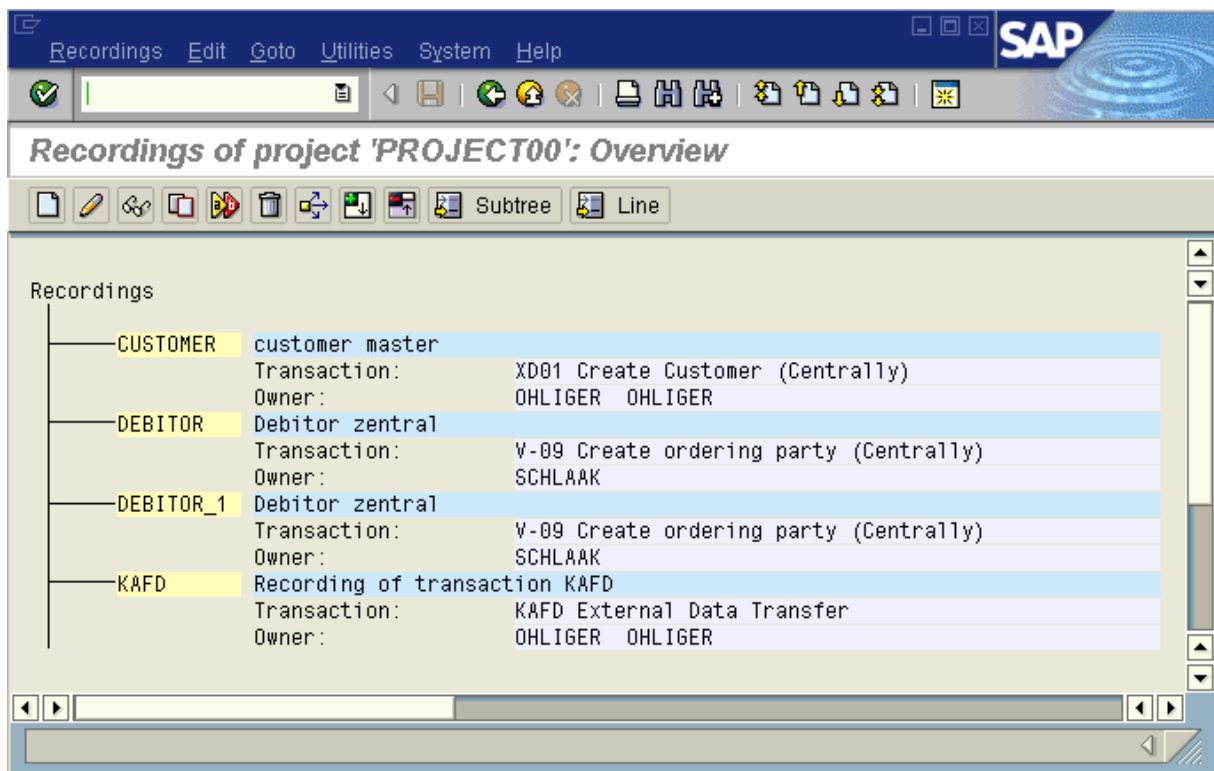 Recordings Edit Goto Utilities System Help
SAP
Recordings of project 'PROJECT00': Overview
Subtree Line
Recordings
CUSTOMER customer master
Transaction: XD01 Create Customer (Centrally)
Owner: OHLIGER OHLIGER
DEBITOR Debitor zentral
Transaction: V-09 Create ordering party (Centrally)
Owner: SCHLAAK
DEBITOR_1 Debitor zentral
Transaction: V-09 Create ordering party (Centrally)
Owner: SCHLAAK
KAFD Recording of transaction KAFD
Transaction: KAFD External Data Transfer
Owner: OHLIGER OHLIGER